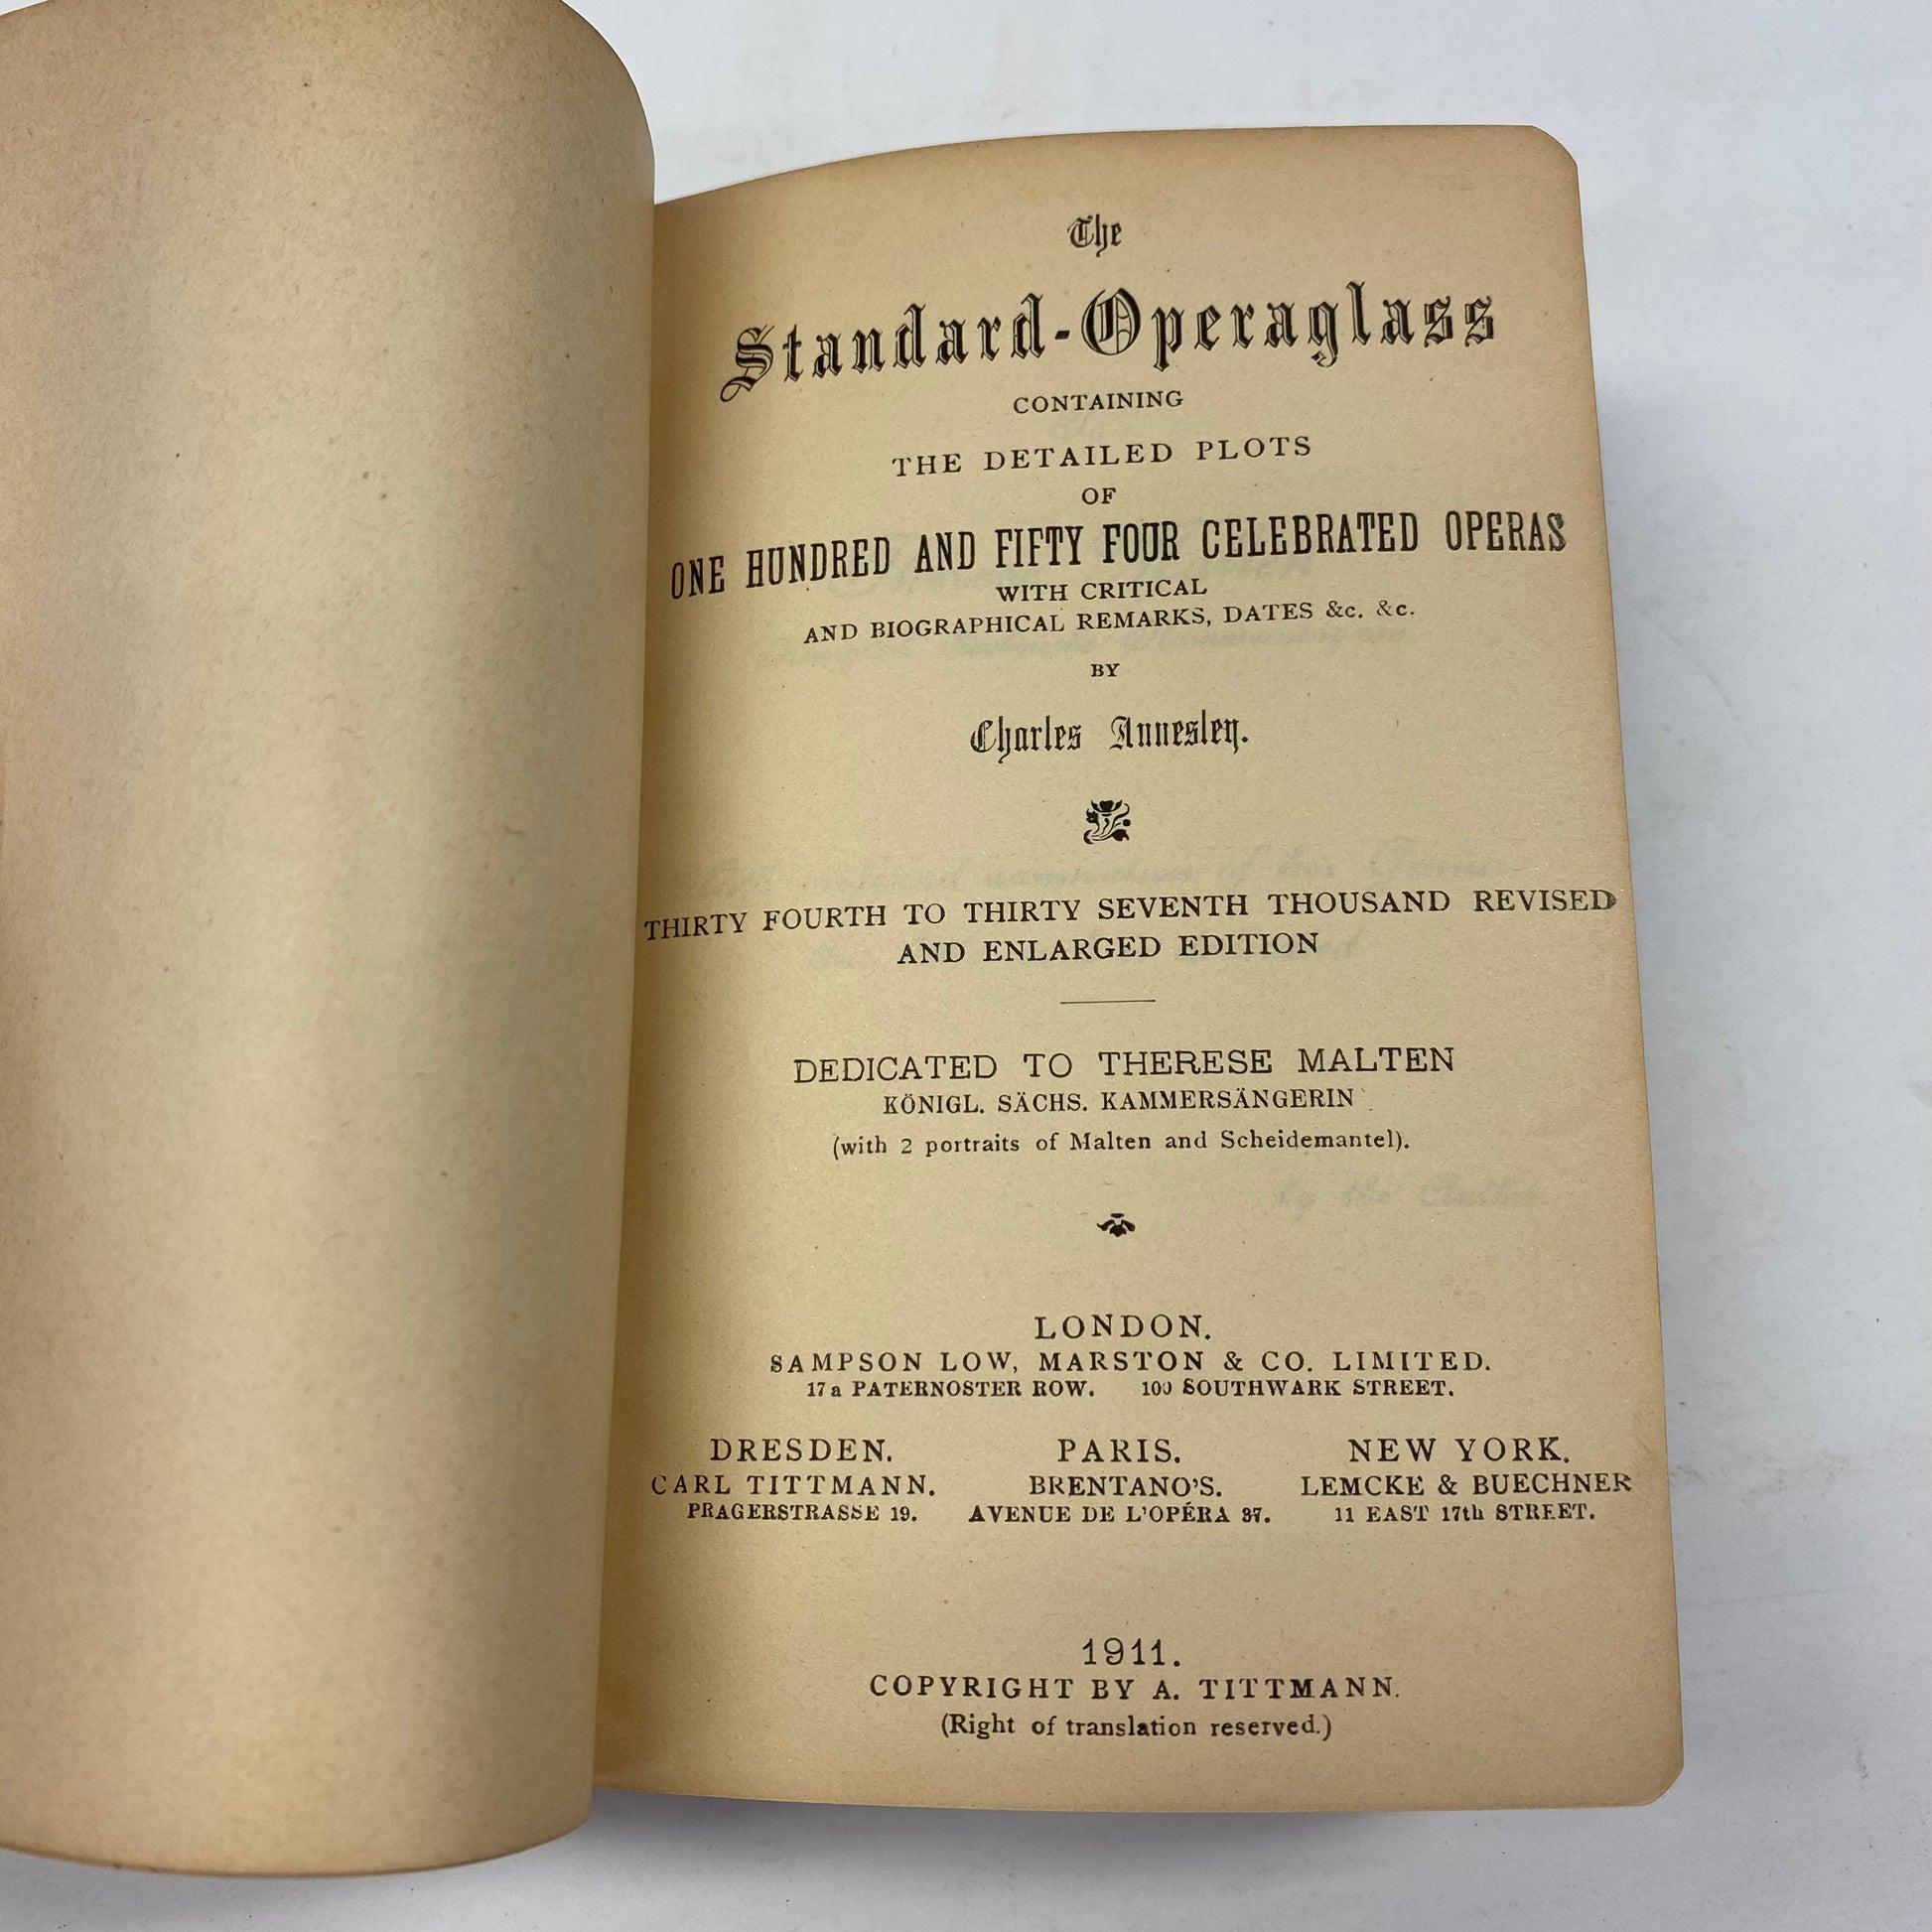 The
Standard-Operaglass
CONTAINING
THE DETAILED PLOTS
OF
ONE HUNDRED AND FIFTY FOUR CELEBRATED OPERAS
WITH CRITICAL
AND BIOGRAPHICAL REMARKS, DATES &c. &c.
BY
Charles Annesley.
THIRTY FOURTH TO THIRTY SEVENTH THOUSAND REVISED
AND ENLARGED EDITION
DEDICATED TO THERESE MALTEN
KÖNIGL. SÄCHS. KAMMERSÄNGERIN
(with 2 portraits of Malten and Scheidemantel).
LONDON.
SAMPSON LOW, MARSTON & CO. LIMITED.
17a PATERNOSTER ROW. 100 SOUTHWARK STREET.
DRESDEN. PARIS. NEW YORK.
CARL TITTMANN. BRENTANO'S. LEMCKE & BUECHNER
PRAGERSTRASSE 19. AVENUE DE L'OPÉRA 37. 11 EAST 17th STREET.
1911.
COPYRIGHT BY A. TITTMANN.
(Right of translation reserved.)